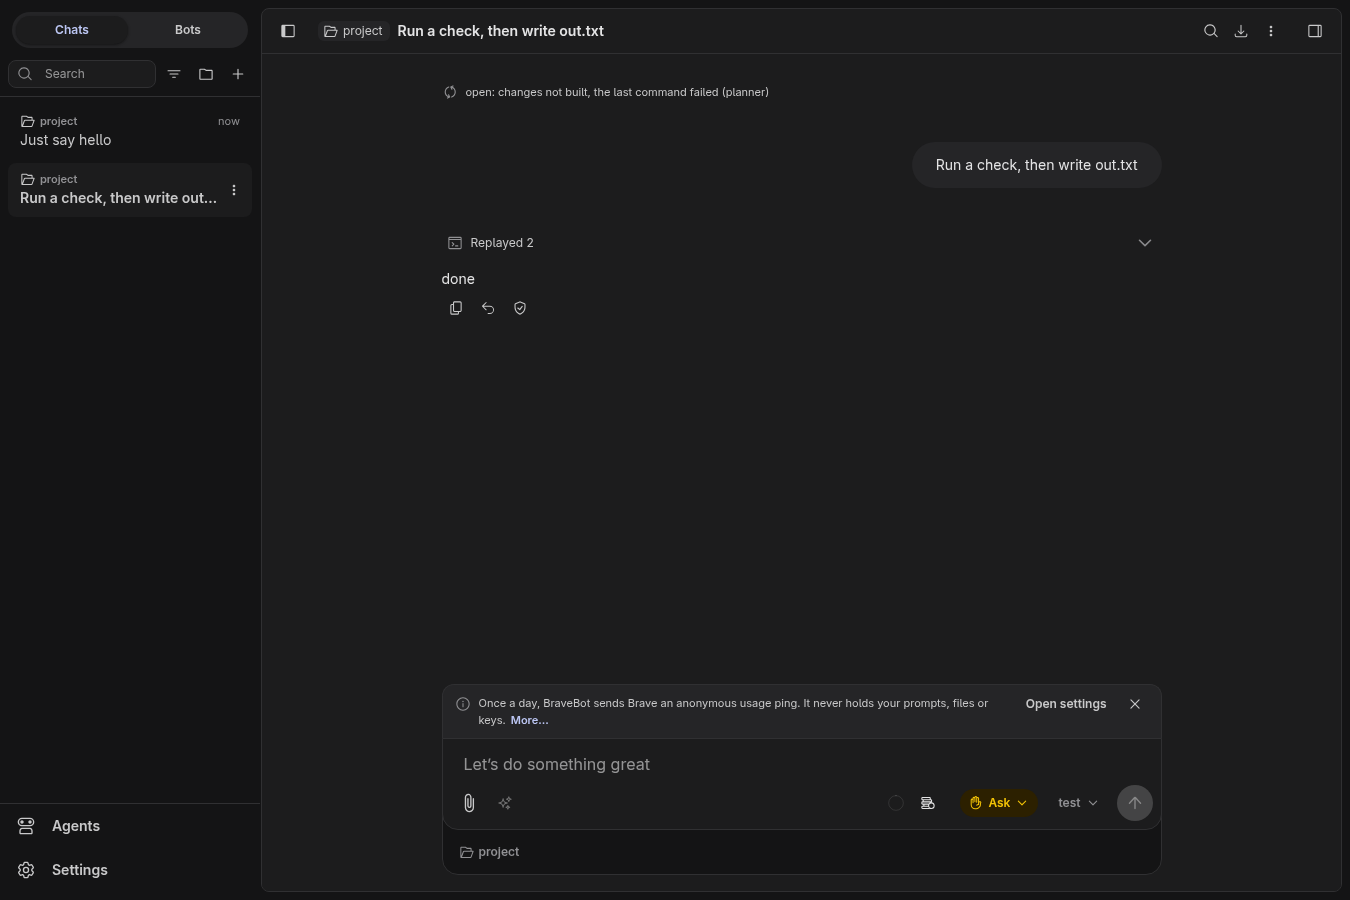 Chats
Bots
Search
project
now
Just say hello
project
Run a check, then write out...
Agents
Settings
project
Run a check, then write out.txt
open: changes not built, the last command failed (planner)
Run a check, then write out.txt
Replayed 2
done
Once a day, BraveBot sends Brave an anonymous usage ping. It never holds your prompts, files or
keys. More...
Open settings
Let's do something great
Ask
test
project